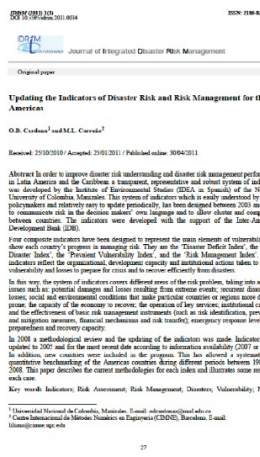 IDRiM (2011) 1(1)
ISSN: 2185-8
DOI 10.5595/idrim.2011.0014
IDRiM
Journal of Integrated Disaster Risk Management
Original paper
Updating the Indicators of Disaster Risk and Risk Management for th
Americas
O.D. Cardona¹ and M.L. Carreño²
Received: 25/10/2010 / Accepted: 25/01/2011 / Published online: 30/04/2011
Abstract In order to improve disaster risk understanding and disaster risk management perfor
in Latin America and the Caribbean a transparent, representative and robust system of ind
was developed by the Institute of Environmental Studies (IDEA in Spanish) of the N
University of Colombia, Manizales. This system of indicators which is easily understood by
policymakers and relatively easy to update periodically, has been designed between 2003 an
to communicate risk in the decision makers' own language and to allow cluster and comp
between countries. The indicators were developed with the support of the Inter-Am
Development Bank (IDB).
Four composite indicators have been designed to represent the main elements of vulnerabil
show each country's progress in managing risk. They are the 'Disaster Deficit Index', the
Disaster Index', the 'Prevalent Vulnerability Index', and the 'Risk Management Index'.
indicators reflect the organizational, development capacity and institutional actions taken to
vulnerability and losses to prepare for crisis and to recover efficiently from disasters.
In this way, the system of indicators covers different areas of the risk problem, taking into a
issues such as: potential damages and losses resulting from extreme events; recurrent disas
losses; social and environmental conditions that make particular countries or regions more d
prone; the capacity of the economy to recover; the operation of key services; institutional c
and the effectiveness of basic risk management instruments (such as risk identification, prev
and mitigation measures, financial mechanisms and risk transfer); emergency response leve
preparedness and recovery capacity.
In 2008 a methodological review and the updating of the indicators was made. Indicator
updated to 2005 and for the most recent date according to information availability (2007 or
In addition, new countries were included in the program. This has allowed a systemat
quantitative benchmarking of the Americas countries during different periods between 19
2008. This paper describes the current methodologies for each index and illustrates some res
each case.
Key words: Indicators, Risk Assessment, Risk Management; Disasters; Vulnerability; N
¹ Universidad Nacional de Colombia, Manizales. E-mail:
² Centre Internacional de Métodos Numérics en Enginyeria (CIMNE), Barcelona. E-mail:
27